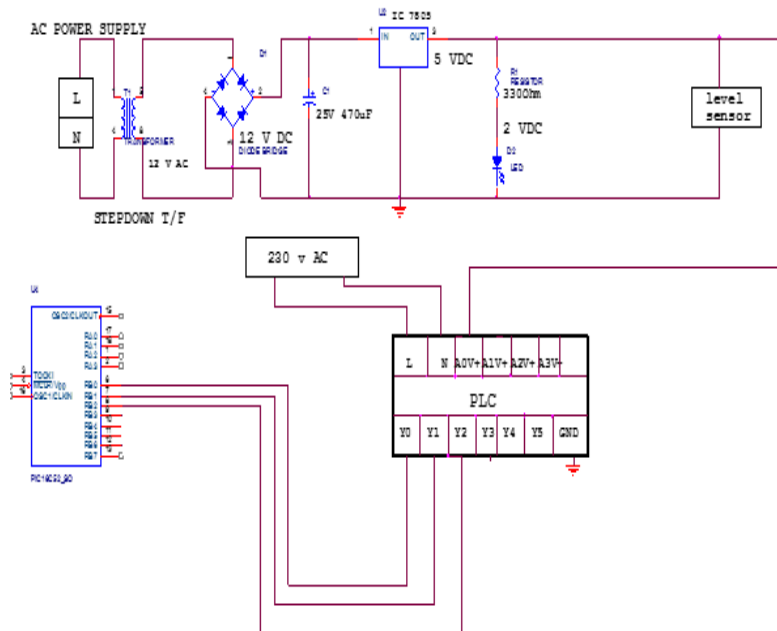 AC POWER SUPPLY
L
N
T1
TRANSFORMER
12 V AC
STEPDOWN T/F
D1
12 V DC
DIODE BRIDGE
C1
25V 470uF
U2 IC 7805
IN OUT
5 VDC
R1
RESISTOR
330Ohm
2 VDC
D2
LED
level
sensor
230 v AC
OSC2/CLKOUT
RA0
RA1
RA2
RA3
TOCKI
MCLR/Vpp
OSC1/CLKIN
RB0
RB1
RB2
RB3
RB4
RB5
RB6
RB7
L N A0V+ A1V+ A2V+ A3V+
PLC
Y0 Y1 Y2 Y3 Y4 Y5 GND